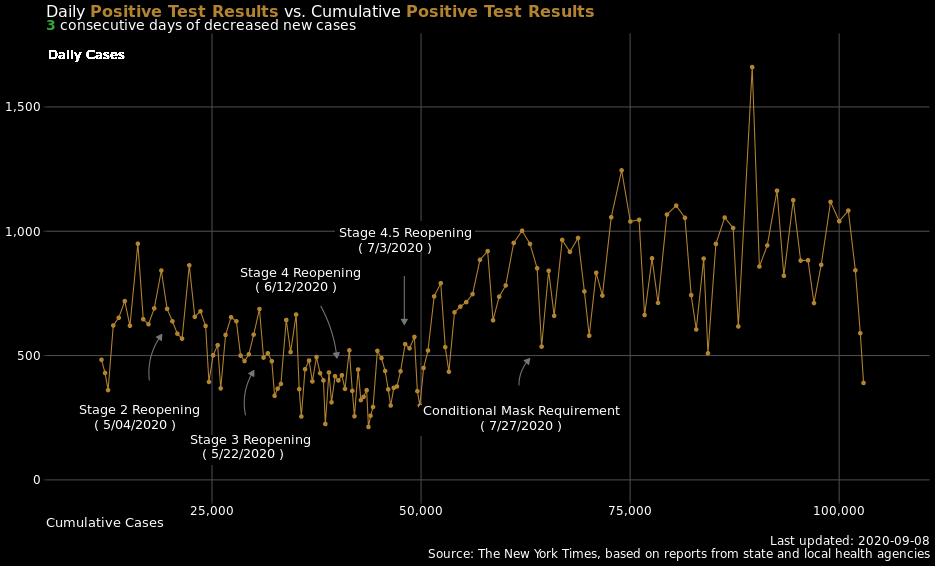 Daily Positive Test Results vs. Cumulative Positive Test Results
3 consecutive days of decreased new cases
Daily Cases
1,500
1,000
Stage 4.5 Reopening
( 7/3/2020 )
Stage 4 Reopening
( 6/12/2020 )
500
Stage 2 Reopening
( 5/04/2020 )
Conditional Mask Requirement
( 7/27/2020 )
Stage 3 Reopening
( 5/22/2020 )
0
25,000
50,000
75,000
100,000
Cumulative Cases
Last updated: 2020-09-08
Source: The New York Times, based on reports from state and local health agencies